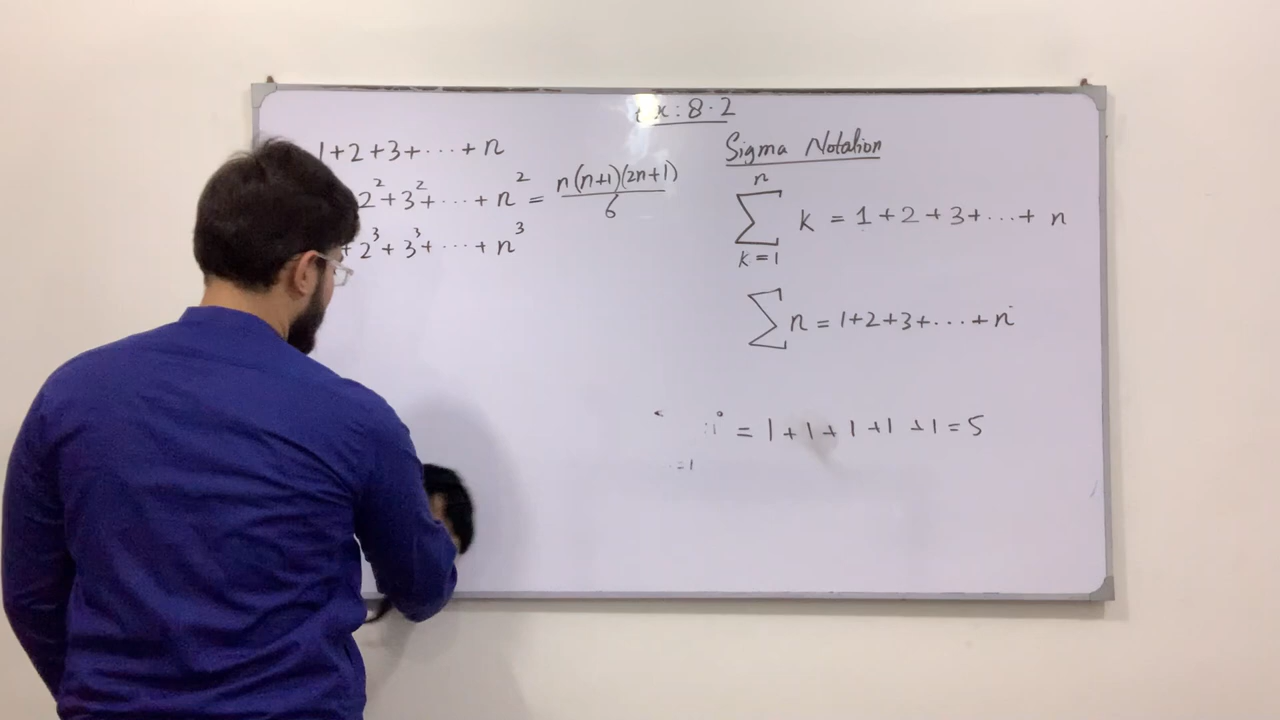 Ex: 8.2
1+2+3+...+n
2²+3²+...+n² = n(n+1)(2n+1)/6
+2³+3³+...+n³
Sigma Notation
n
∑ k = 1+2+3+...+n
k=1
∑n = 1+2+3+...+n
= 1+1+1+1+1=5
=1